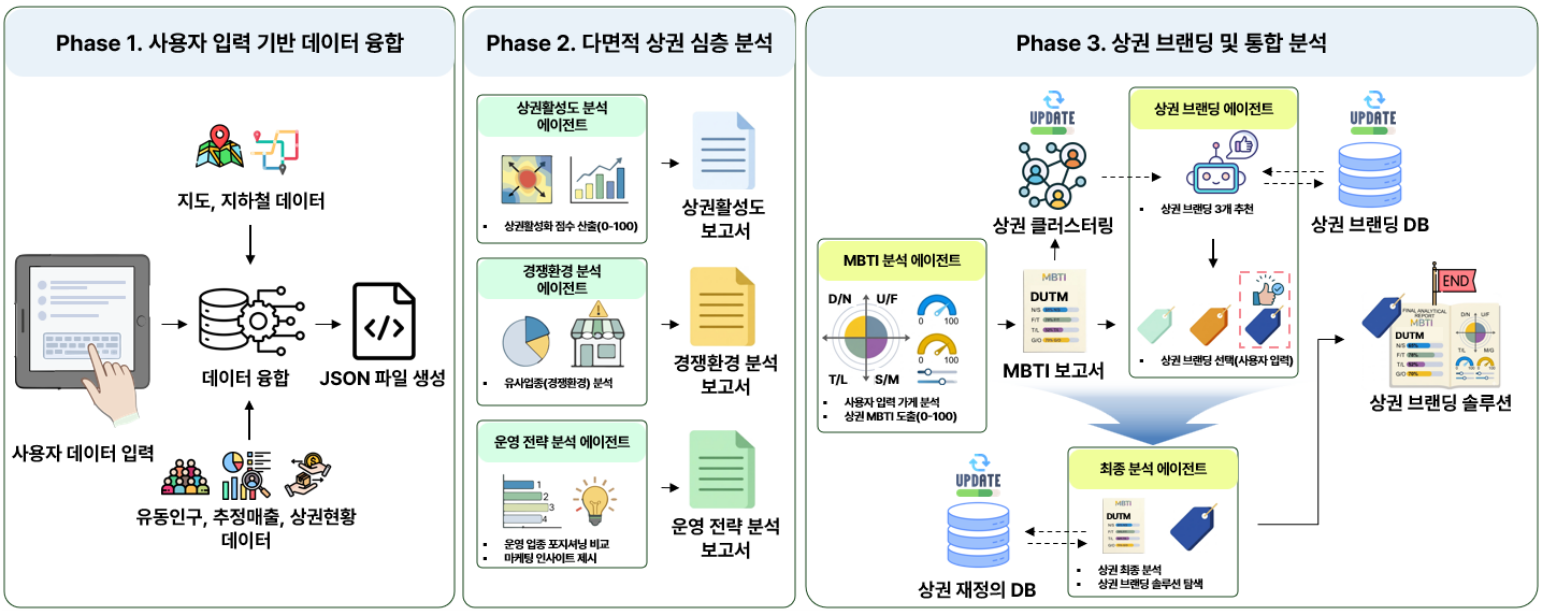 Phase 1. 사용자 입력 기반 데이터 융합
지도, 지하철 데이터
데이터 융합
JSON 파일 생성
사용자 데이터 입력
유동인구, 추정매출, 상권현황
데이터
Phase 2. 다면적 상권 심층 분석
상권활성도 분석
에이전트
▪ 상권활성화 점수 산출(0-100)
상권활성도
보고서
경쟁환경 분석
에이전트
▪ 유사업종(경쟁환경) 분석
경쟁환경 분석
보고서
운영 전략 분석 에이전트
1
2
3
4
▪ 운영 업종 포지셔닝 비교
▪ 마케팅 인사이트 제시
운영 전략 분석
보고서
Phase 3. 상권 브랜딩 및 통합 분석
UPDATE
상권 클러스터링
상권 브랜딩 에이전트
▪ 상권 브랜딩 3개 추천
UPDATE
상권 브랜딩 DB
MBTI 분석 에이전트
D/N U/F
T/L S/M
0 100
0 100
▪ 사용자 입력 가게 분석
▪ 상권 MBTI 도출(0-100)
MBTI
DUTM
N/S
F/T
T/L
G/O
MBTI 보고서
▪ 상권 브랜딩 선택(사용자 입력)
END
FINAL ANALYTICAL
REPORT
MBTI
DUTM
N/S
F/T
T/L
G/O
D/N U/F
T/L M/G
상권 브랜딩 솔루션
UPDATE
상권 재정의 DB
최종 분석 에이전트
MBTI
DUTM
▪ 상권 최종 분석
▪ 상권 브랜딩 솔루션 탐색